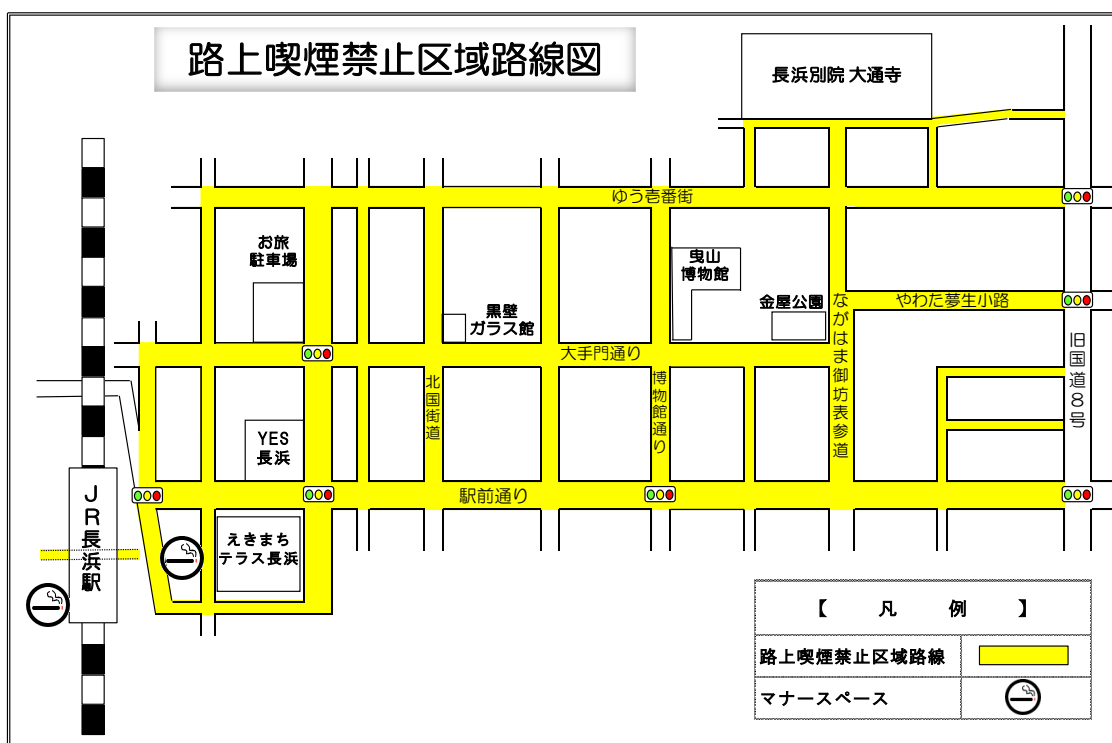 路上喫煙禁止区域路線図
長浜別院 大通寺
ゆう壱番街
お旅
駐車場
曳山
博物館
金屋公園
やわた夢生小路
黒壁
ガラス館
大手門通り
ながはま御坊表参道
旧国道8号
北国街道
博物館通り
YES
長浜
駅前通り
JR長浜駅
えきまち
テラス長浜
【 凡 例 】
路上喫煙禁止区域路線
マナースペース